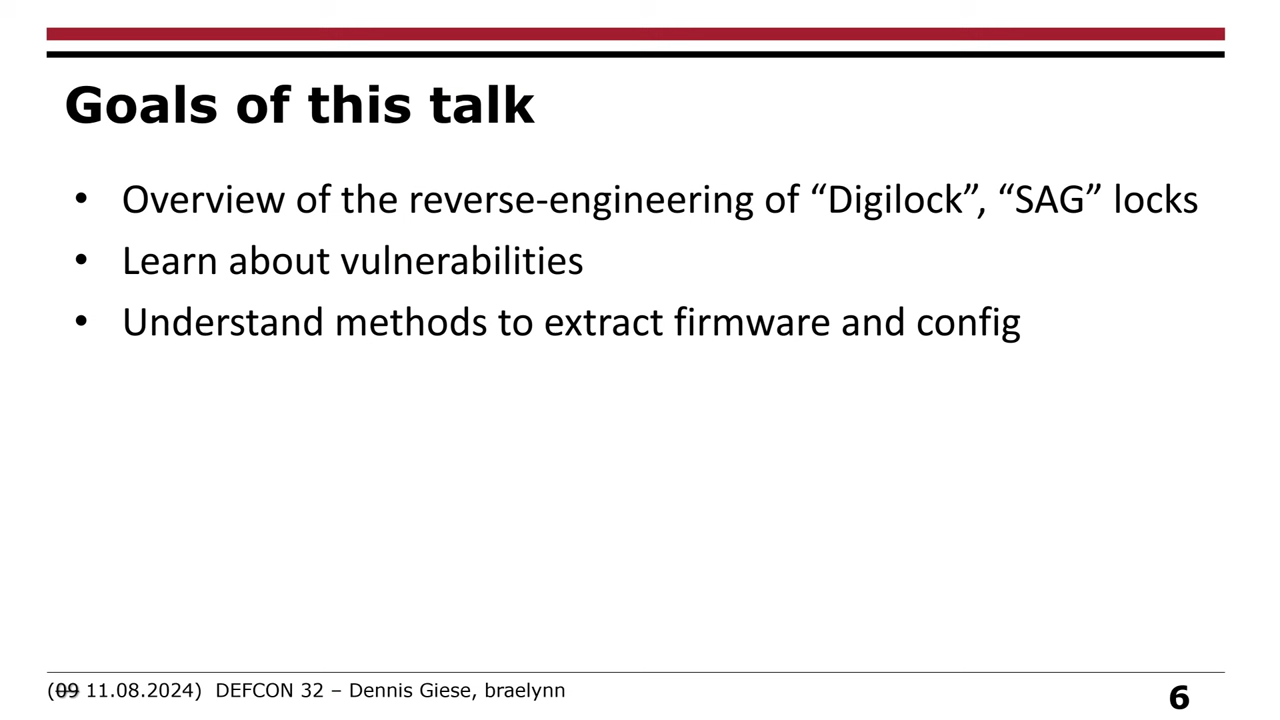 Goals of this talk
• Overview of the reverse-engineering of “Digilock”, “SAG” locks
• Learn about vulnerabilities
• Understand methods to extract firmware and config
(09 11.08.2024) DEFCON 32 – Dennis Giese, braelynn
6